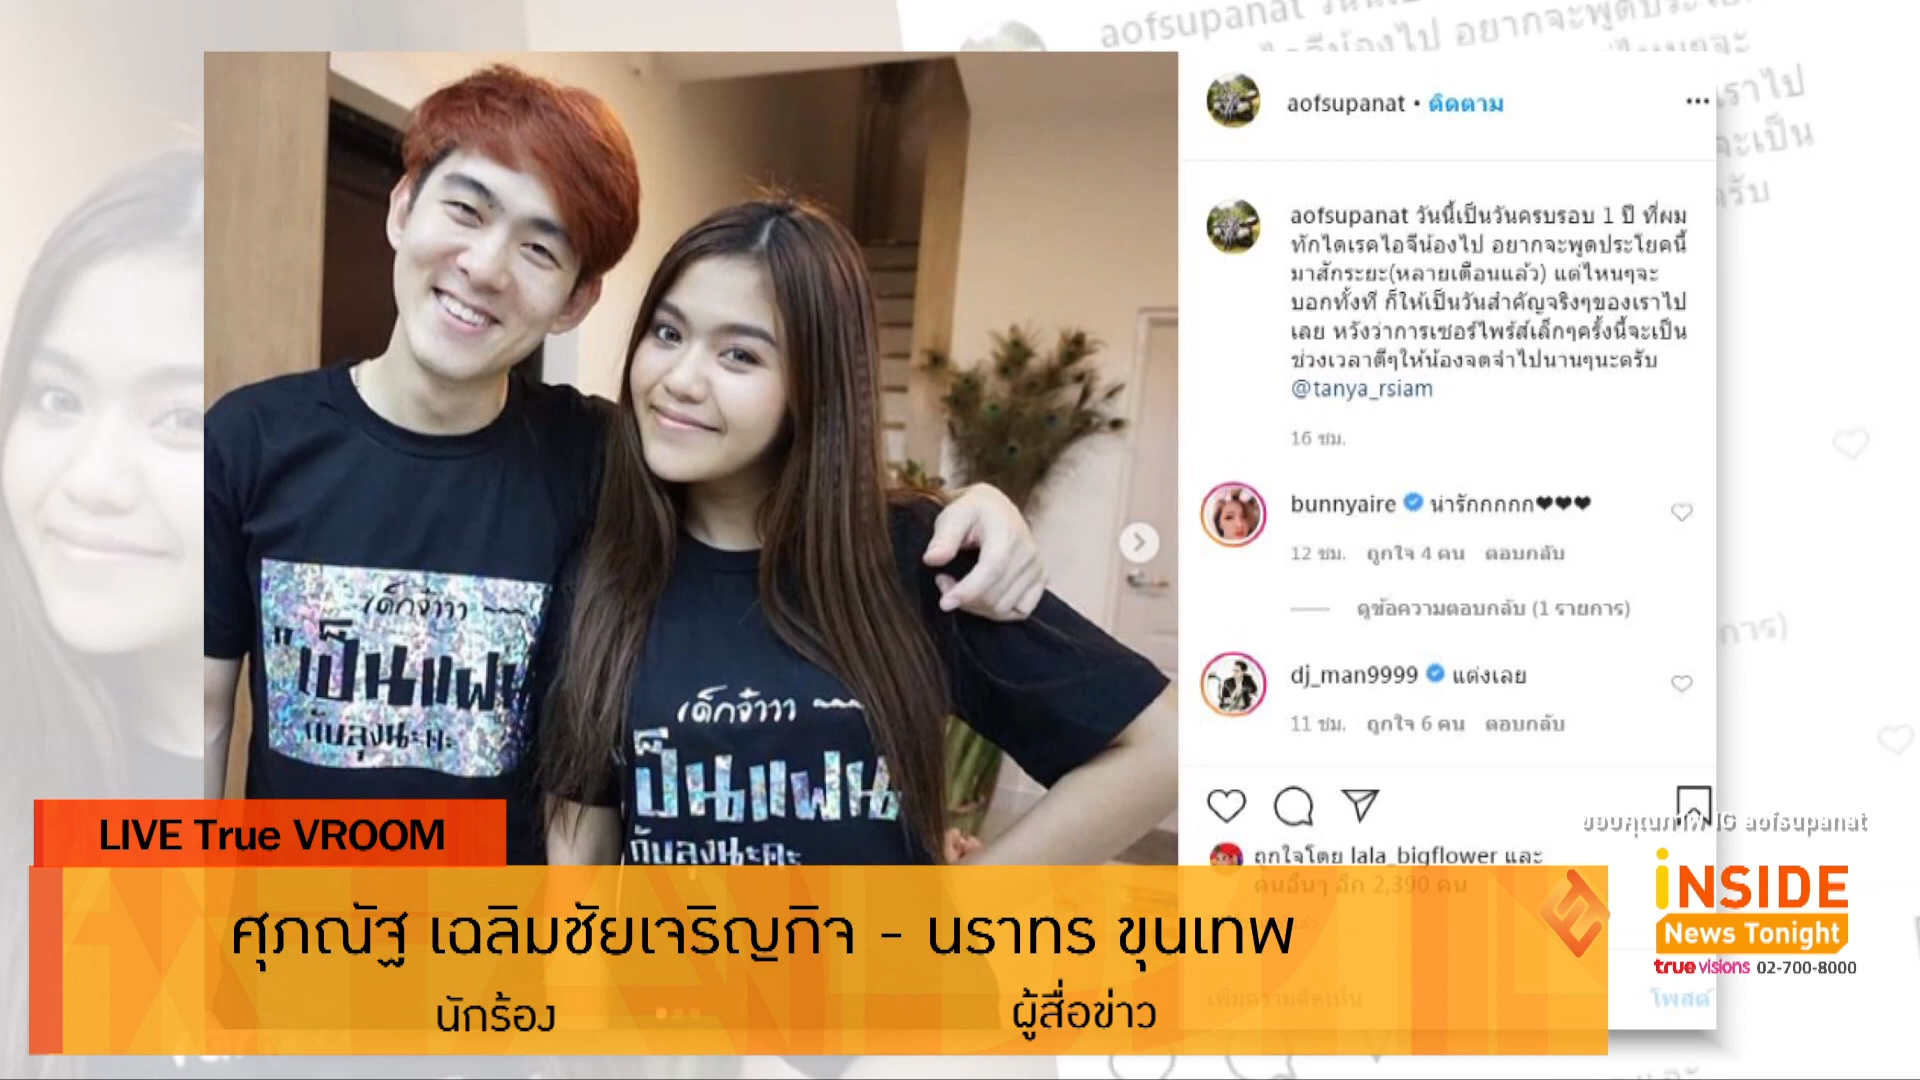 aofsupanat • ติดตาม
aofsupanat วันนี้เป็นวันครบรอบ 1 ปี ที่ผม
ทักไดเรคไอจีน้องไป อยากจะพูดประโยคนี้
มาสักระยะ(หลายเดือนแล้ว) แต่ไหนๆจะ
บอกทั้งที ก็ให้เป็นวันสำคัญจริงๆของเราไป
เลย หวังว่าการเซอร์ไพร์ส์เล็กๆครั้งนี้จะเป็น
ช่วงเวลาดีๆให้น้องจดจำไปนานๆนะครับ
@tanya_rsiam
16 ชม.
bunnyaire น่ารักกกกก❤❤❤
12 ชม. ถูกใจ 4 คน ตอบกลับ
ดูข้อความตอบกลับ (1 รายการ)
dj_man9999 แต่งเลย
11 ชม. ถูกใจ 6 คน ตอบกลับ
ถูกใจโดย lala_bigflower และ
คนอื่นๆ อีก 2,390 คน
เพิ่มความคิดเห็น
โพสต์
เด็กจ๋าาา
"เป็นแฟน
กับลุงนะคะ
เด็กจ๋าาา
เป็นแฟน
กับลุงนะคะ
ขอบคุณภาพ IG aofsupanat
LIVE True VROOM
ศุภณัฐ เฉลิมชัยเจริญกิจ - นราทร ขุนเทพ
นักร้อง
ผู้สื่อข่าว
iNSIDE
News Tonight
truevisions 02-700-8000